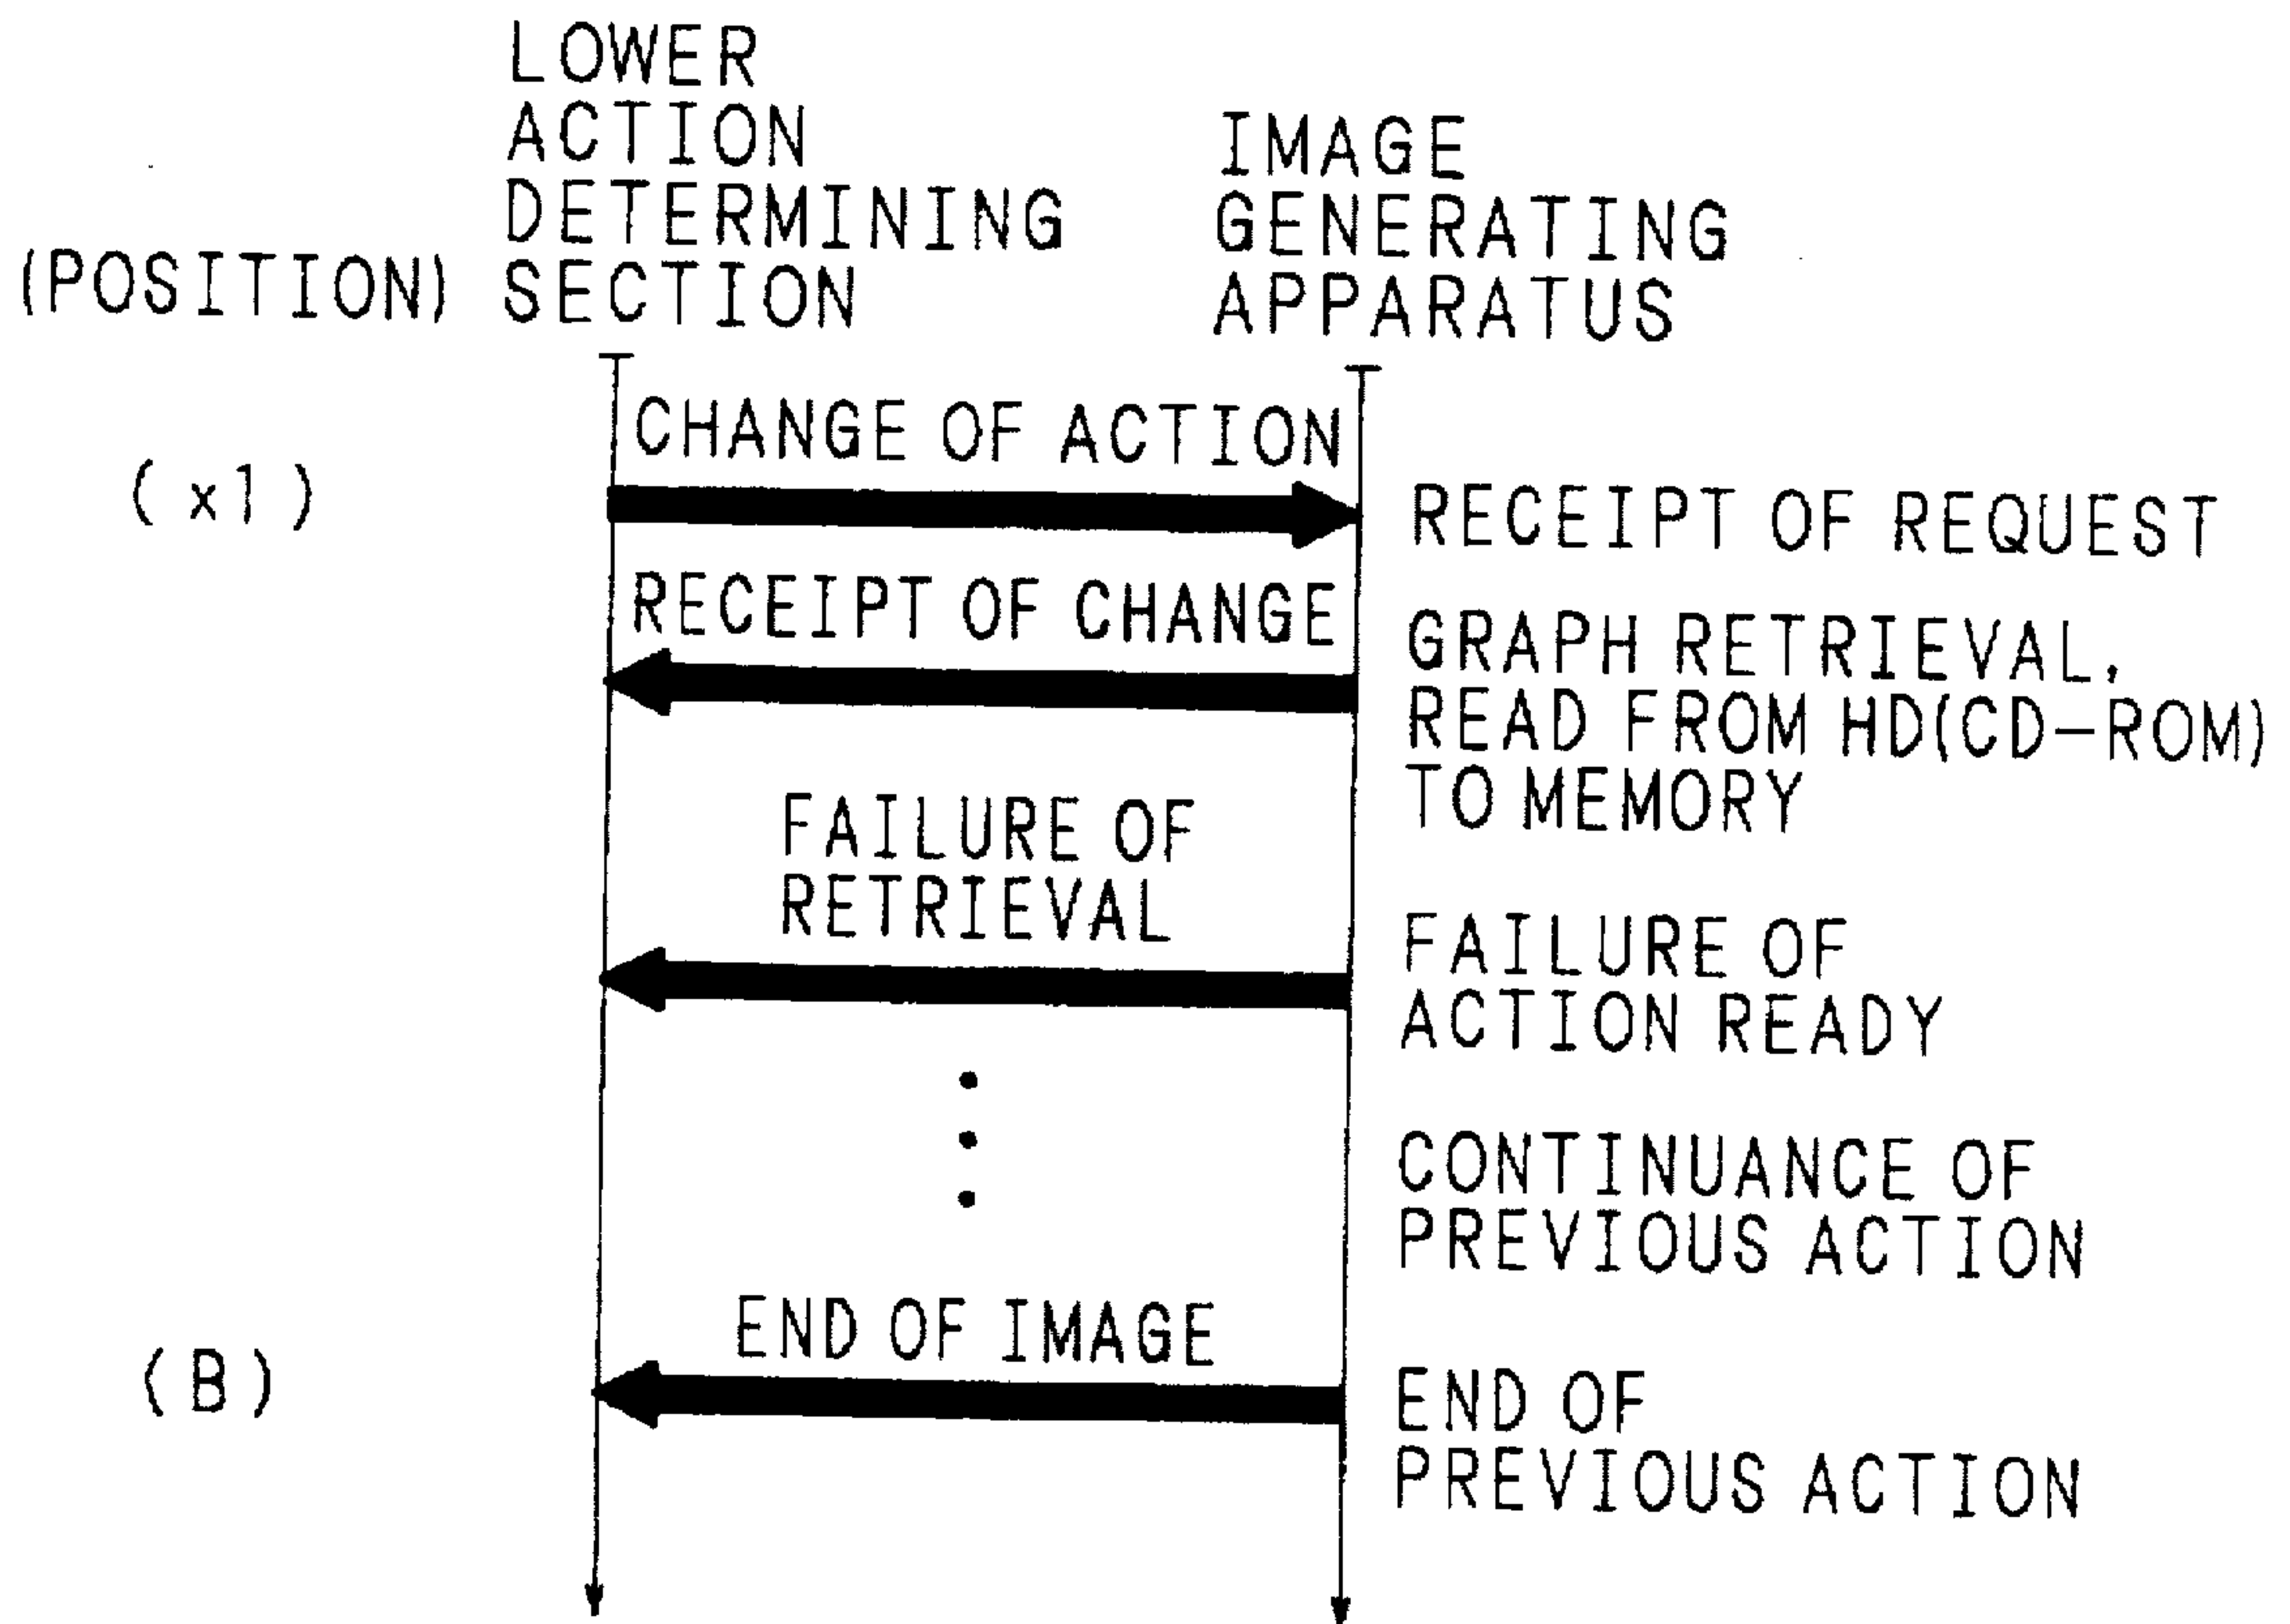 LOWER
ACTION
DETERMINING
(POSITION) SECTION
IMAGE
GENERATING
APPARATUS
CHANGE OF ACTION
(x1)
RECEIPT OF REQUEST
RECEIPT OF CHANGE
GRAPH RETRIEVAL,
READ FROM HD(CD-ROM)
TO MEMORY
FAILURE OF
RETRIEVAL
FAILURE OF
ACTION READY
CONTINUANCE OF
PREVIOUS ACTION
END OF IMAGE
(B)
END OF
PREVIOUS ACTION